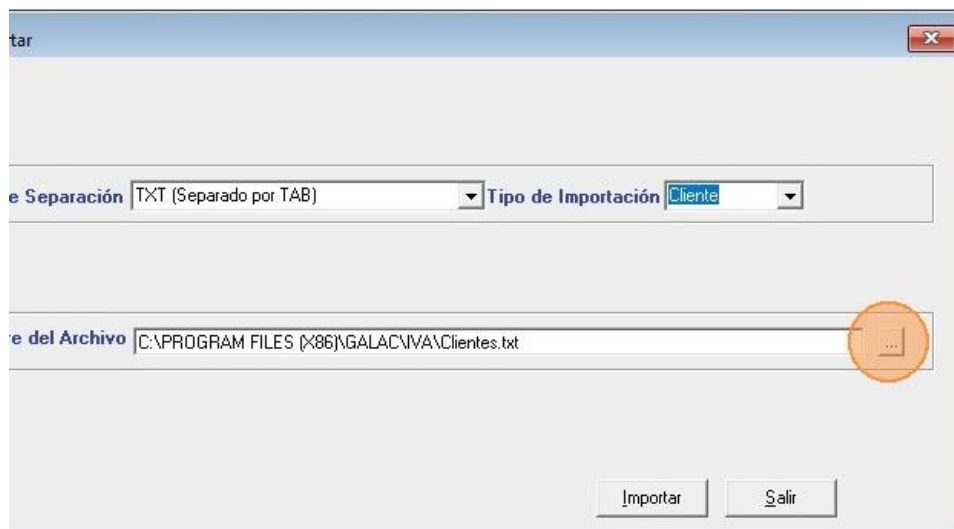 tar
e Separación TXT (Separado por TAB) Tipo de Importación Cliente
e del Archivo C:\PROGRAM FILES (X86)\GALAC\IVA\Clientes.txt ...
Importar Salir